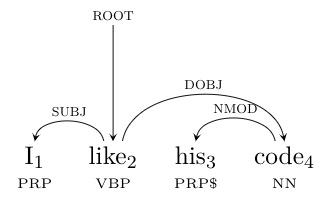 ROOT
DOBJ
SUBJ NMOD
I₁ like₂ his₃ code₄
PRP VBP PRP$ NN